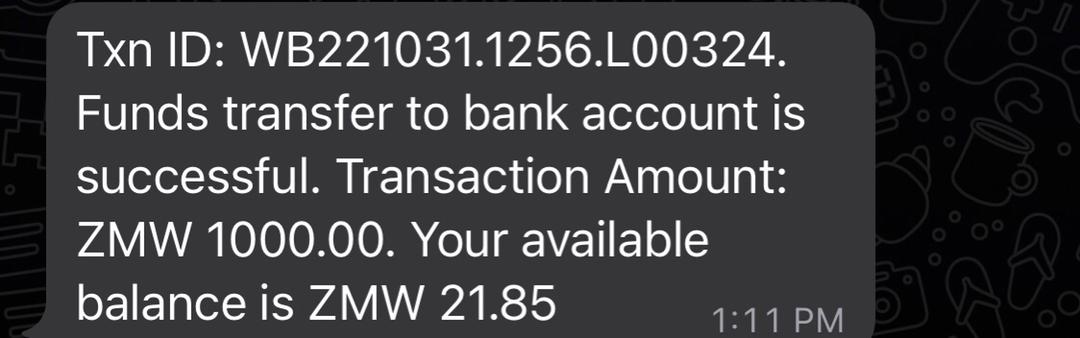 Txn ID: WB221031.1256.L00324.
Funds transfer to bank account is
successful. Transaction Amount:
ZMW 1000.00. Your available
balance is ZMW 21.85
1:11 PM